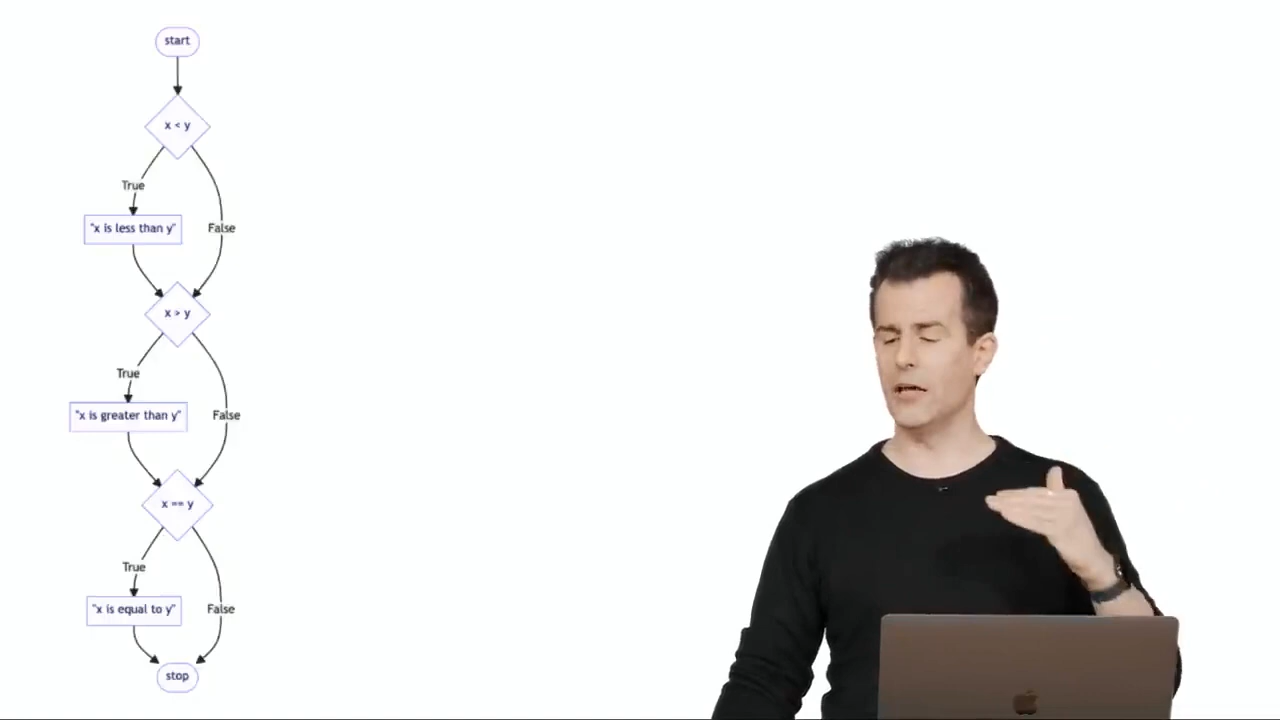 start
x < y
True
"x is less than y"
False
x > y
True
"x is greater than y"
False
x == y
True
"x is equal to y"
False
stop